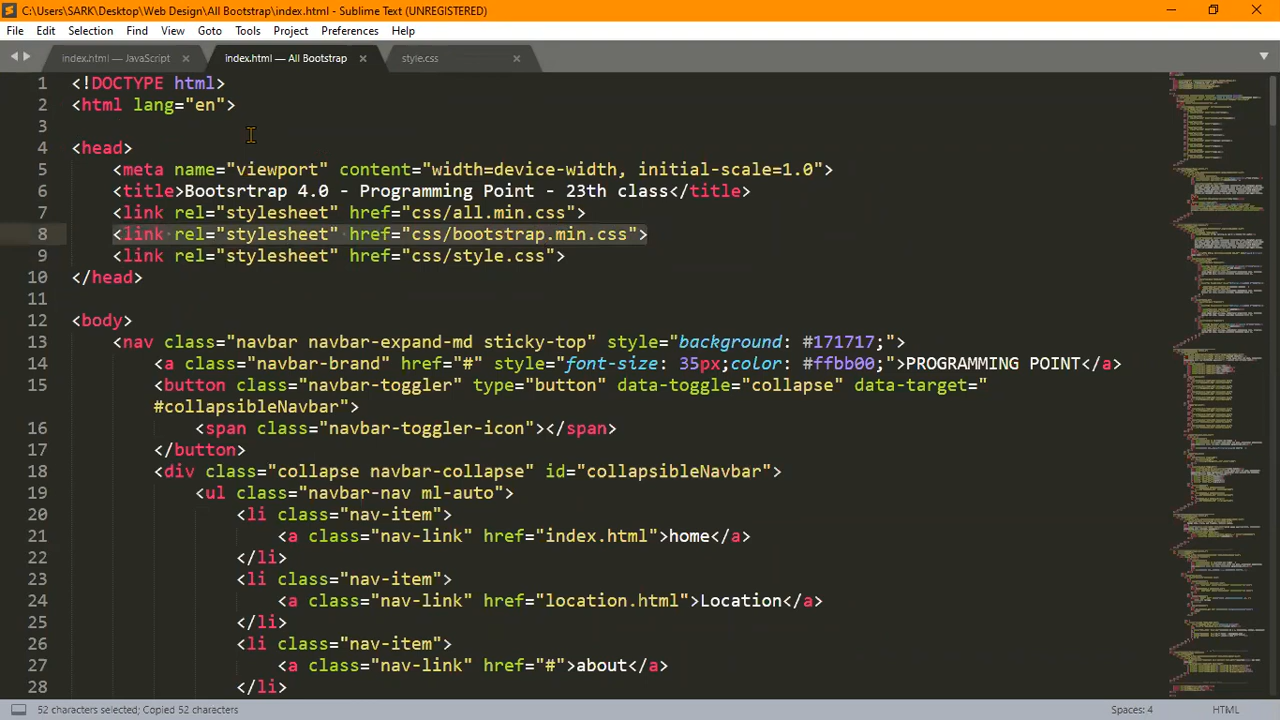 C:\Users\SARK\Desktop\Web Design\All Bootstrap\index.html - Sublime Text (UNREGISTERED)
File Edit Selection Find View Goto Tools Project Preferences Help
index.html — JavaScript index.html — All Bootstrap style.css
1 <!DOCTYPE html>
2 <html lang="en">
3
4 <head>
5 <meta name="viewport" content="width=device-width, initial-scale=1.0">
6 <title>Bootsrtrap 4.0 - Programming Point - 23th class</title>
7 <link rel="stylesheet" href="css/all.min.css">
8 <link rel="stylesheet" href="css/bootstrap.min.css">
9 <link rel="stylesheet" href="css/style.css">
10 </head>
11
12 <body>
13 <nav class="navbar navbar-expand-md sticky-top" style="background: #171717;">
14 <a class="navbar-brand" href="#" style="font-size: 35px;color: #ffbb00;">PROGRAMMING POINT</a>
15 <button class="navbar-toggler" type="button" data-toggle="collapse" data-target="
#collapsibleNavbar">
16 <span class="navbar-toggler-icon"></span>
17 </button>
18 <div class="collapse navbar-collapse" id="collapsibleNavbar">
19 <ul class="navbar-nav ml-auto">
20 <li class="nav-item">
21 <a class="nav-link" href="index.html">home</a>
22 </li>
23 <li class="nav-item">
24 <a class="nav-link" href="location.html">Location</a>
25 </li>
26 <li class="nav-item">
27 <a class="nav-link" href="#">about</a>
28 </li>
52 characters selected; Copied 52 characters Spaces: 4 HTML